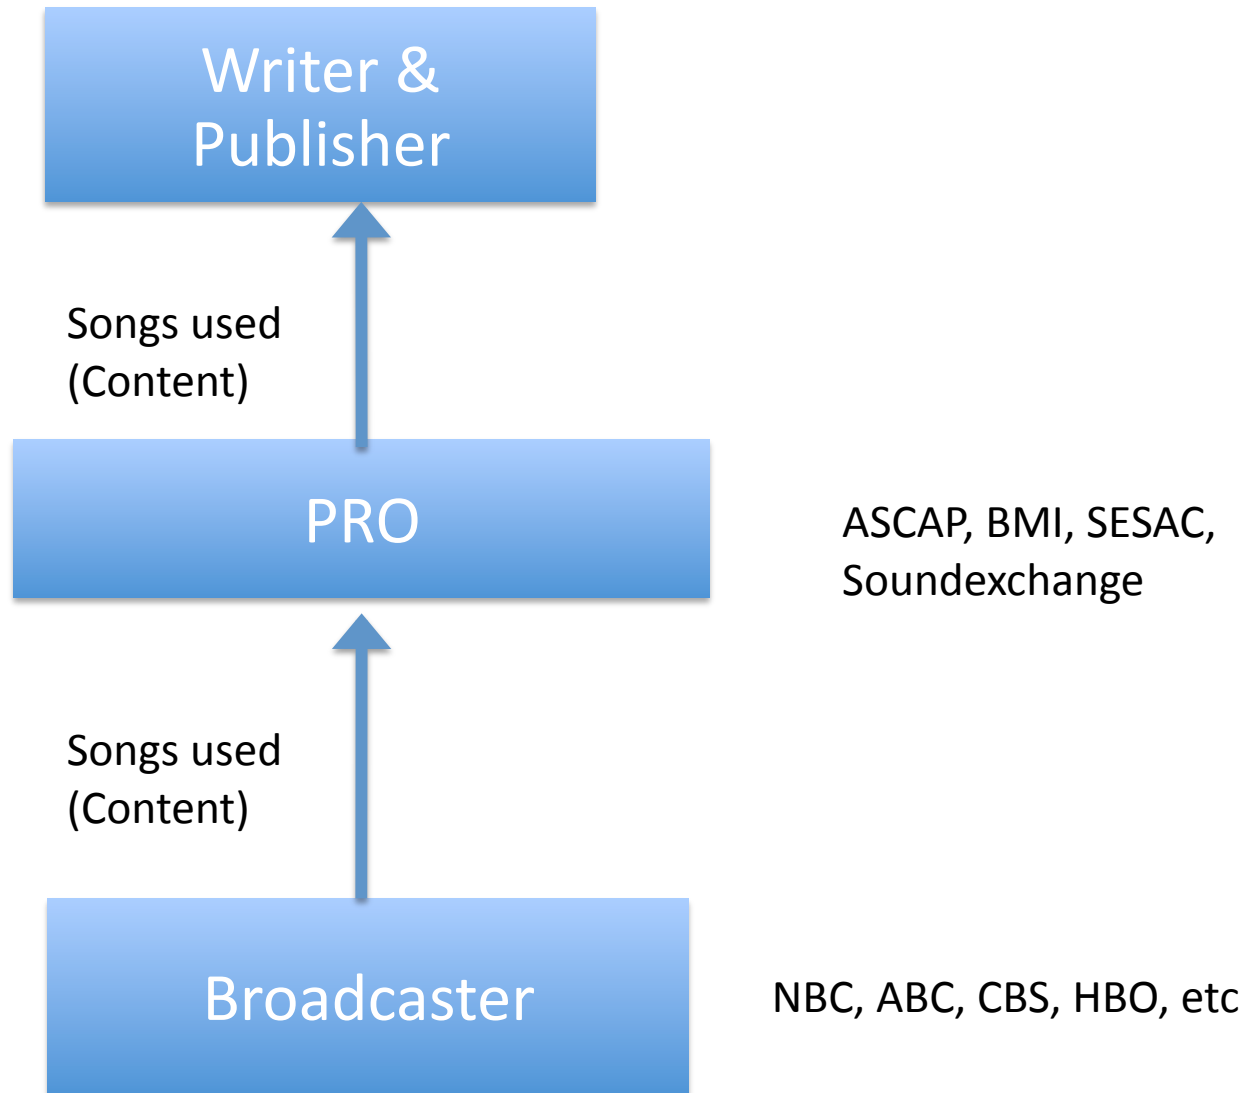 Writer &
Publisher
Songs used
(Content)
PRO
ASCAP, BMI, SESAC,
Soundexchange
Songs used
(Content)
Broadcaster
NBC, ABC, CBS, HBO, etc